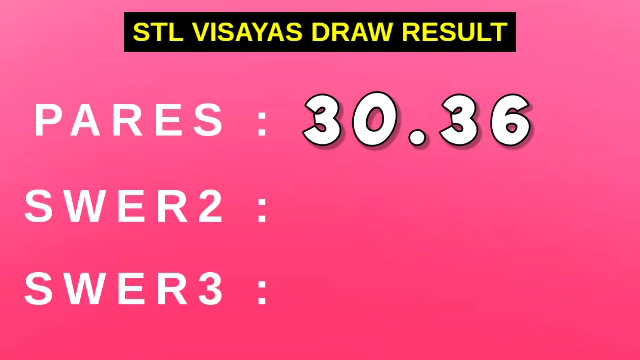 STL VISAYAS DRAW RESULT
PARES : 30.36
SWER2 :
SWER3 :